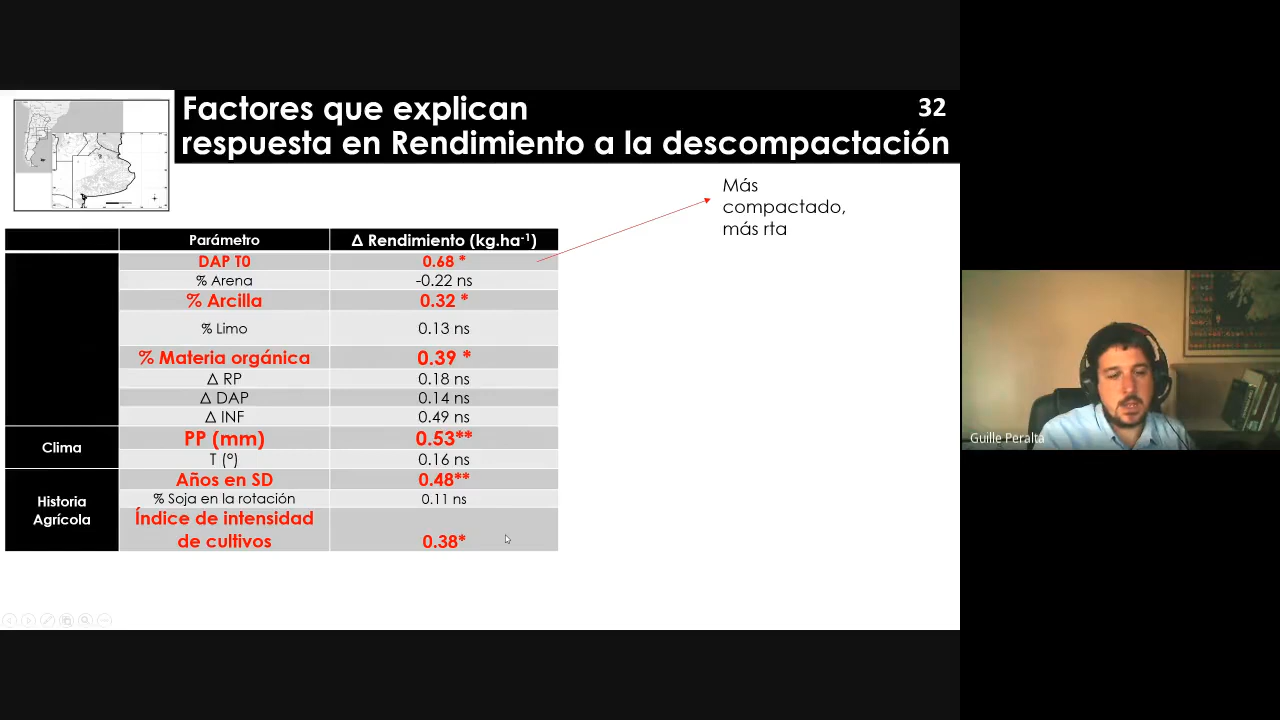 Factores que explican
respuesta en Rendimiento a la descompactación
32
Más
compactado,
más rta
Parámetro Δ Rendimiento (kg.ha-1)
DAP T0 0.68 *
% Arena -0.22 ns
% Arcilla 0.32 *
% Limo 0.13 ns
% Materia orgánica 0.39 *
Δ RP 0.18 ns
Δ DAP 0.14 ns
Δ INF 0.49 ns
Clima
PP (mm) 0.53**
T (°) 0.16 ns
Historia
Agrícola
Años en SD 0.48**
% Soja en la rotación 0.11 ns
Índice de intensidad
de cultivos 0.38*
Guille Peralta